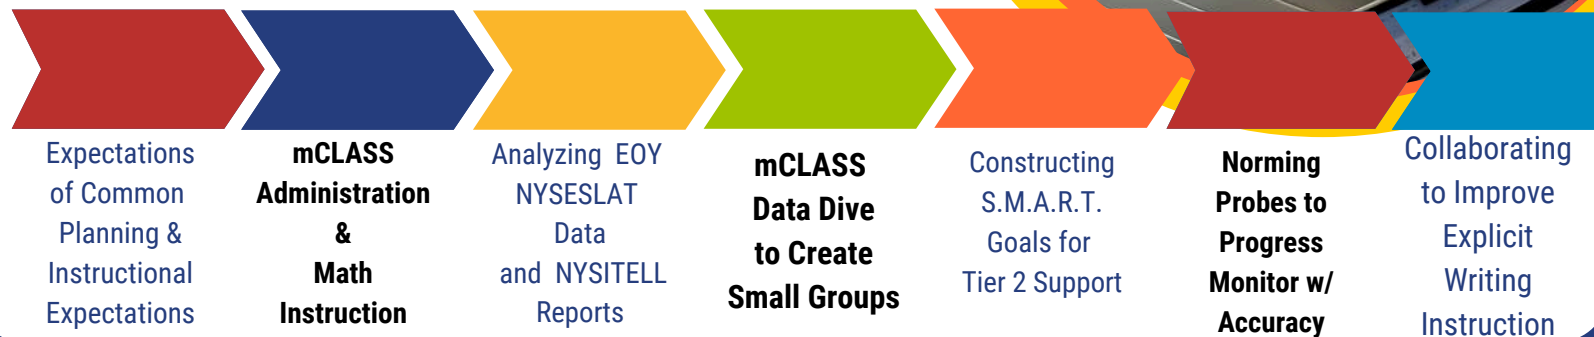 Expectations
of Common
Planning &
Instructional
Expectations
mCLASS
Administration
&
Math
Instruction
Analyzing EOY
NYSESLAT
Data
and NYSITELL
Reports
mCLASS
Data Dive
to Create
Small Groups
Constructing
S.M.A.R.T.
Goals for
Tier 2 Support
Norming
Probes to
Progress
Monitor w/
Accuracy
Collaborating
to Improve
Explicit
Writing
Instruction